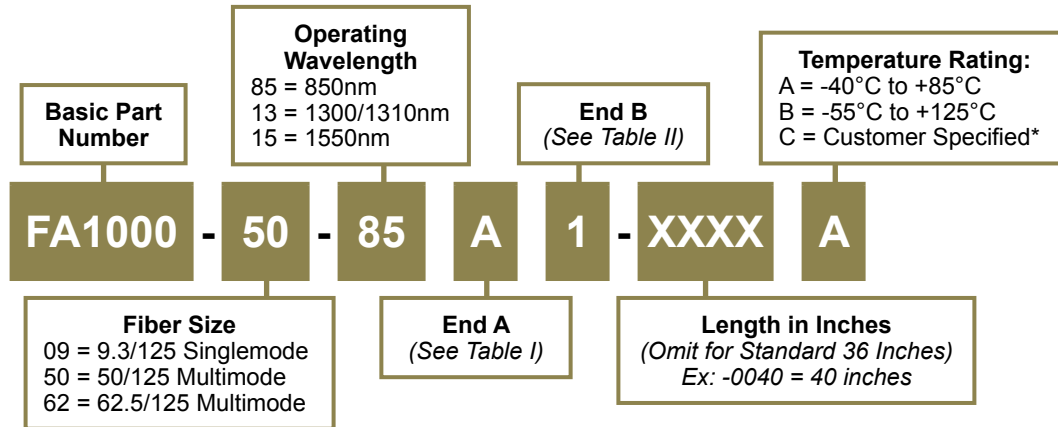 Basic Part
Number
Operating
Wavelength
85 = 850nm
13 = 1300/1310nm
15 = 1550nm
End B
(See Table II)
Temperature Rating:
A = -40°C to +85°C
B = -55°C to +125°C
C = Customer Specified*
FA1000 - 50 - 85 A 1 - XXXX A
Fiber Size
09 = 9.3/125 Singlemode
50 = 50/125 Multimode
62 = 62.5/125 Multimode
End A
(See Table I)
Length in Inches
(Omit for Standard 36 Inches)
Ex: -0040 = 40 inches